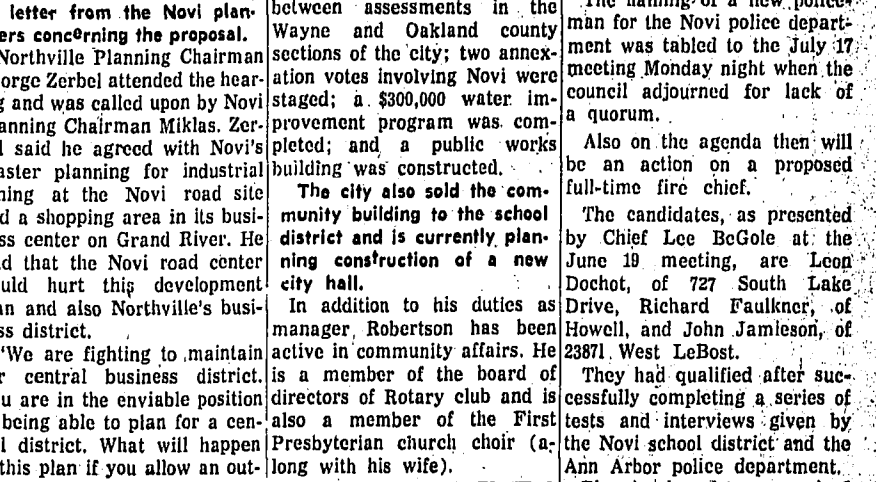 letter from the Novi plan-
ers concerning the proposal.
Northville Planning Chairman
orge Zerbel attended the hear-
g and was called upon by Novi
anning Chairman Miklas. Zer-
l said he agreed with Novi's
aster planning for industrial
ning at the Novi road site
d a shopping area in its busi-
ss center on Grand River. He
d that the Novi road center
uld hurt this development
an and also Northville's busi-
ss district.
"We are fighting to maintain
r central business district.
u are in the enviable position
being able to plan for a cen-
l district. What will happen
this plan if you allow an out-
between assessments in the
Wayne and Oakland county
sections of the city; two annex-
ation votes involving Novi were
staged; a $300,000 water im-
provement program was com-
pleted; and a public works
building was constructed.
The city also sold the com-
munity building to the school
district and is currently plan-
ning construction of a new
city hall.
In addition to his duties as
manager, Robertson has been
active in community affairs. He
is a member of the board of
directors of Rotary club and is
also a member of the First
Presbyterian church choir (a-
long with his wife).
The naming of a new police-
man for the Novi police depart-
ment was tabled to the July 17
meeting Monday night when the
council adjourned for lack of
a quorum.
Also on the agenda then will
be an action on a proposed
full-time fire chief.
The candidates, as presented
by Chief Lee BeGole at the
June 19 meeting, are Leon
Dochot, of 727 South Lake
Drive, Richard Faulkner, of
Howell, and John Jamieson, of
23871 West LeBost.
They had qualified after suc-
cessfully completing a series of
tests and interviews given by
the Novi school district and the
Ann Arbor police department.